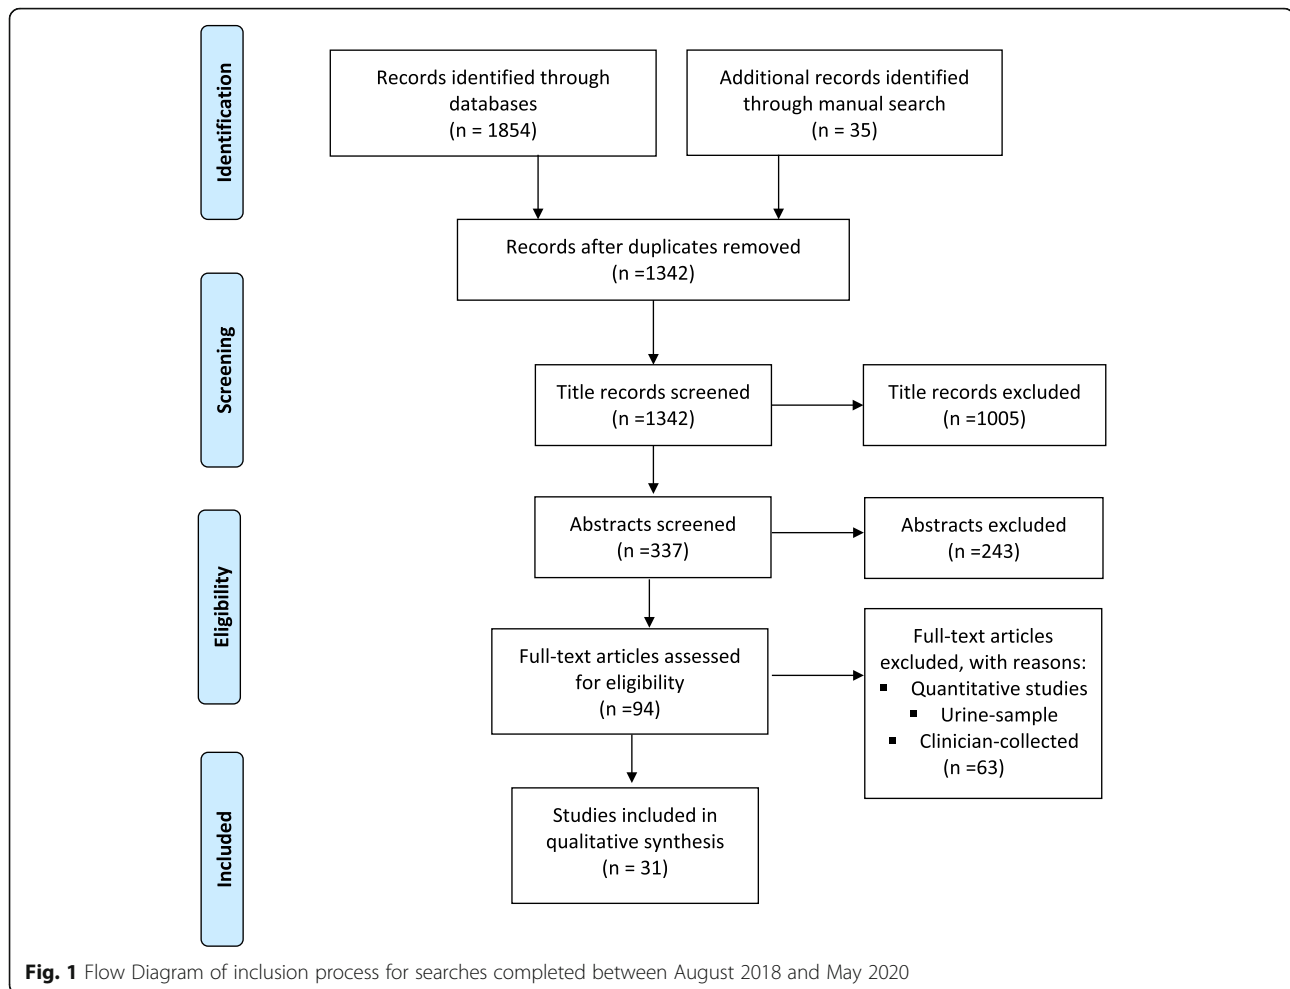 Identification
Records identified through
databases
(n = 1854)
Additional records identified
through manual search
(n = 35)
Records after duplicates removed
(n =1342)
Screening
Title records screened
(n =1342)
Title records excluded
(n =1005)
Abstracts screened
(n =337)
Abstracts excluded
(n =243)
Eligibility
Full-text articles assessed
for eligibility
(n =94)
Full-text articles
excluded, with reasons:
▪ Quantitative studies
▪ Urine-sample
▪ Clinician-collected
(n =63)
Included
Studies included in
qualitative synthesis
(n = 31)
Fig. 1 Flow Diagram of inclusion process for searches completed between August 2018 and May 2020